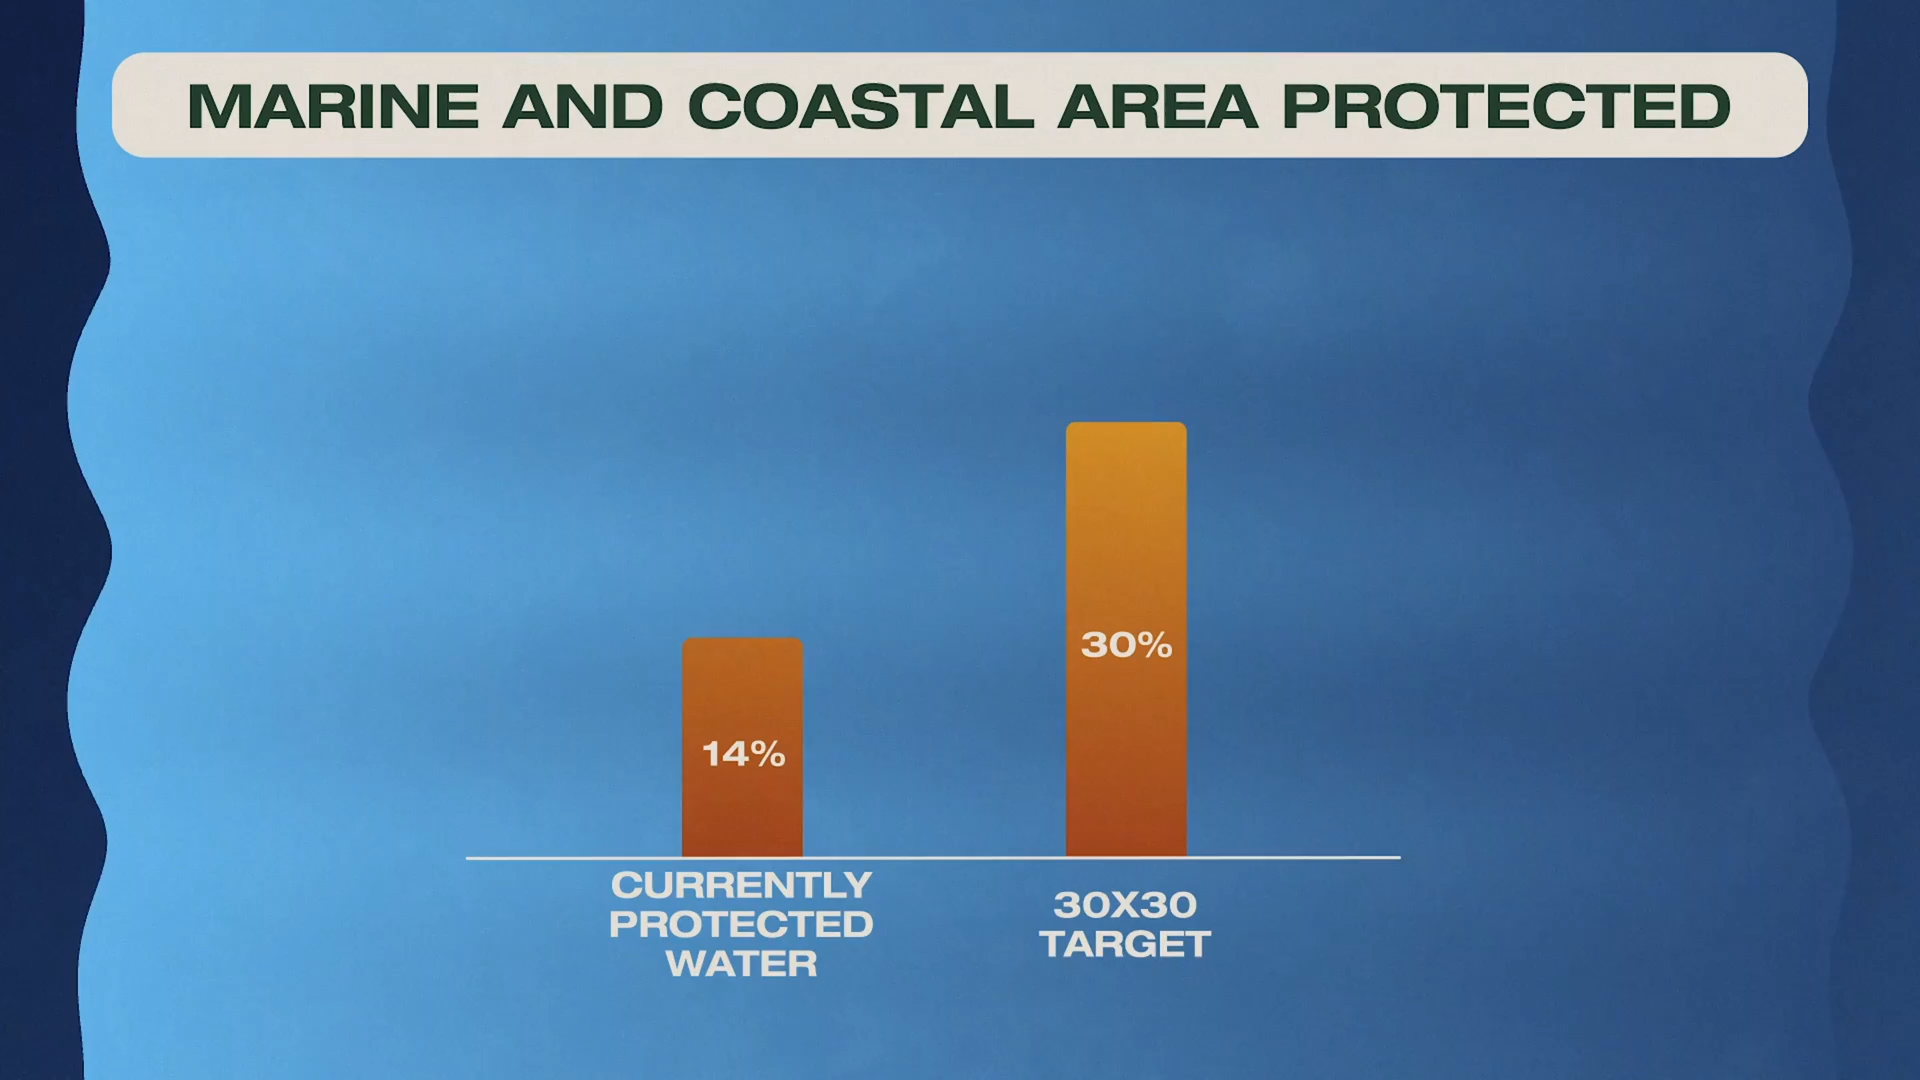 MARINE AND COASTAL AREA PROTECTED
14%
30%
CURRENTLY
PROTECTED
WATER
30X30
TARGET